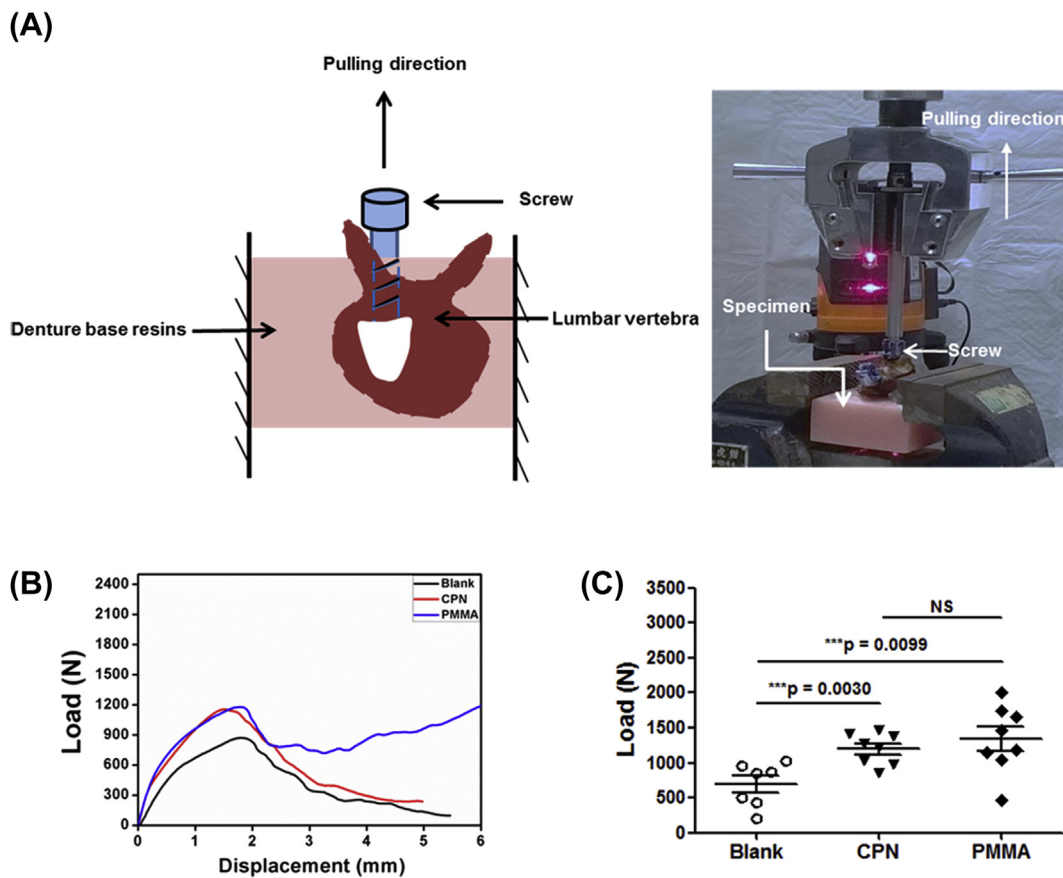 (A)
Pulling direction
Screw
Denture base resins
Lumbar vertebra
Pulling direction
Specimen
Screw
虎钳
(B)
Load (N)
2400
2100
1800
1500
1200
900
600
300
0
0 1 2 3 4 5 6
Displacement (mm)
Blank
CPN
PMMA
(C)
Load (N)
3500
3000
2500
2000
1500
1000
500
0
NS
***p = 0.0099
***p = 0.0030
Blank CPN PMMA